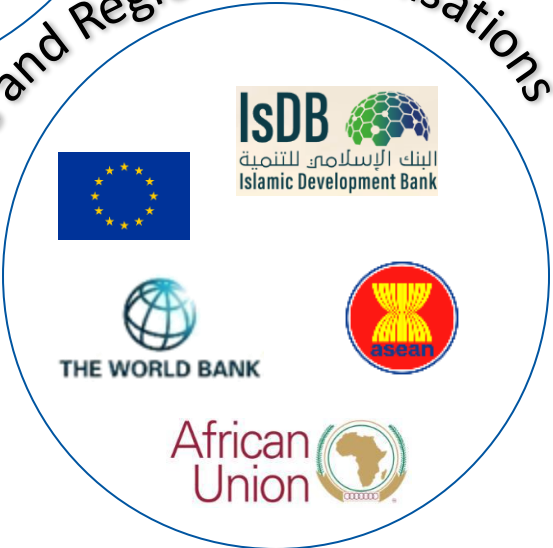 and Regi
sations
IsDB
البنك الإسلامي للتنمية
Islamic Development Bank
THE WORLD BANK
asean
African
Union